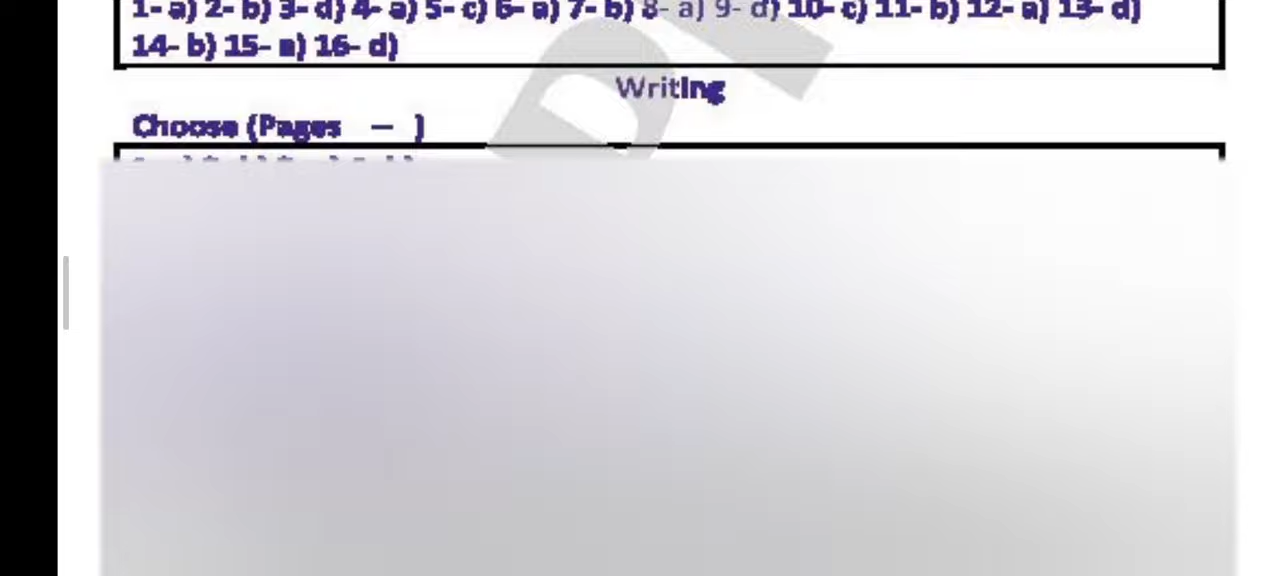 1- a) 2- b) 3- d) 4- a) 5- c) 6- a) 7- b) 8- a) 9- d) 10- c) 11- b) 12- a) 13- d)
14- b) 15- a) 16- d)
Writing
Choose (Pages – )